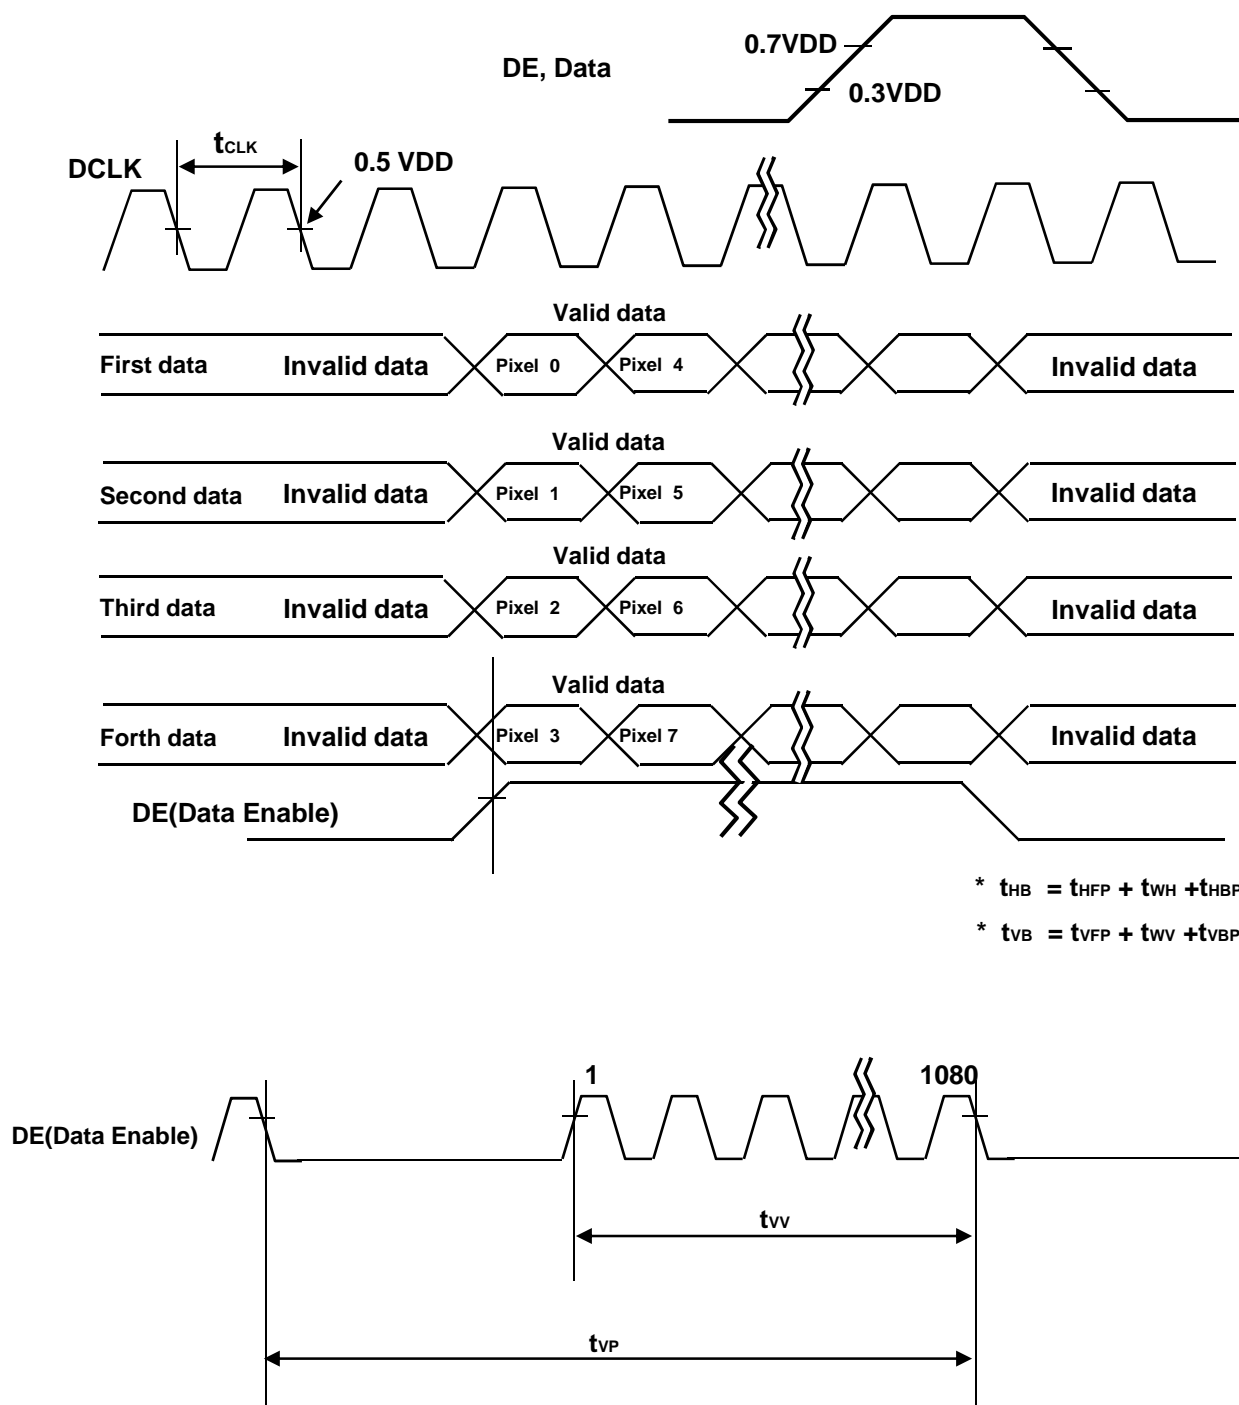 0.7VDD
DE, Data
0.3VDD
tCLK
DCLK
0.5 VDD
Valid data
First data Invalid data Pixel 0 Pixel 4 Invalid data
Valid data
Second data Invalid data Pixel 1 Pixel 5 Invalid data
Valid data
Third data Invalid data Pixel 2 Pixel 6 Invalid data
Valid data
Forth data Invalid data Pixel 3 Pixel 7 Invalid data
DE(Data Enable)
* tHB = tHFP + tWH +tHBP
* tVB = tVFP + tWV +tVBP
1 1080
DE(Data Enable)
tVV
tVP